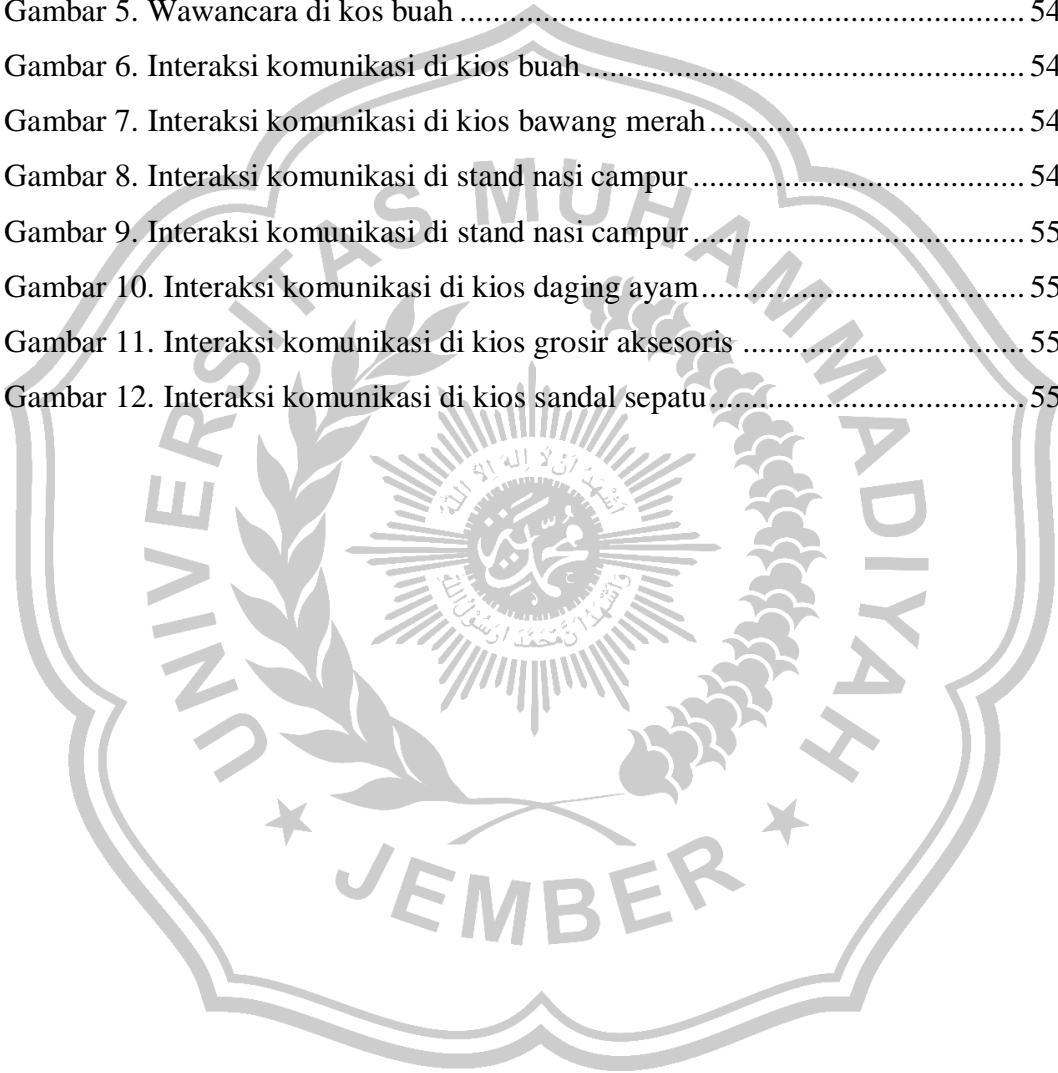 Gambar 5. Wawancara di kos buah ........................................................................ 54
Gambar 6. Interaksi komunikasi di kios buah ........................................................ 54
Gambar 7. Interaksi komunikasi di kios bawang merah ......................................... 54
Gambar 8. Interaksi komunikasi di stand nasi campur ........................................... 54
Gambar 9. Interaksi komunikasi di stand nasi campur ........................................... 55
Gambar 10. Interaksi komunikasi di kios daging ayam .......................................... 55
Gambar 11. Interaksi komunikasi di kios grosir aksesoris ..................................... 55
Gambar 12. Interaksi komunikasi di kios sandal sepatu ......................................... 55
UNIVERSITAS MUHAMMADIYAH
JEMBER